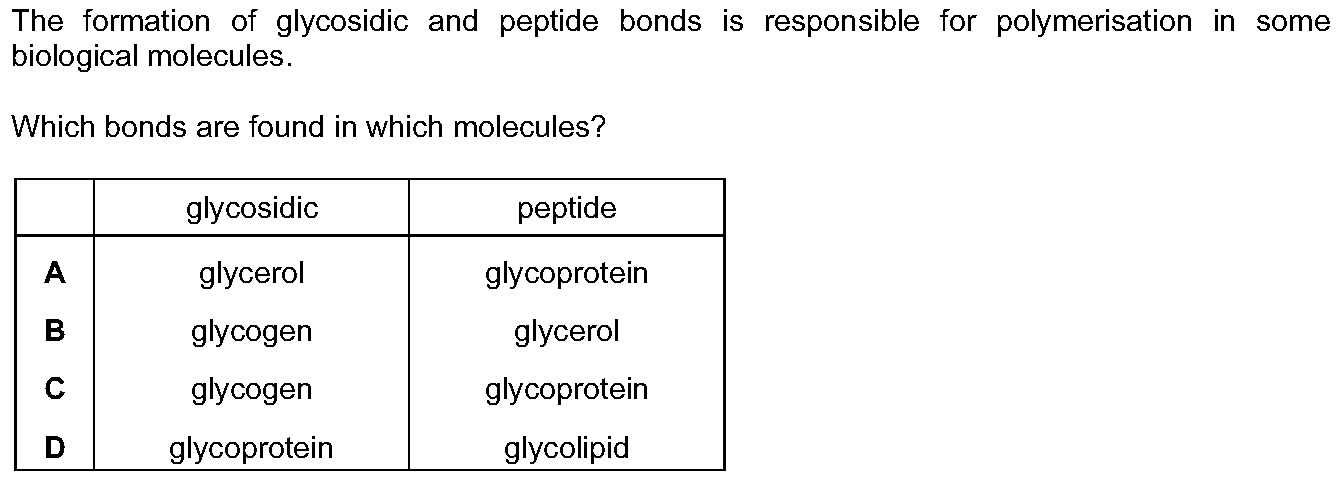 The formation of glycosidic and peptide bonds is responsible for polymerisation in some
biological molecules.
Which bonds are found in which molecules?
glycosidic peptide
A glycerol glycoprotein
B glycogen glycerol
C glycogen glycoprotein
D glycoprotein glycolipid